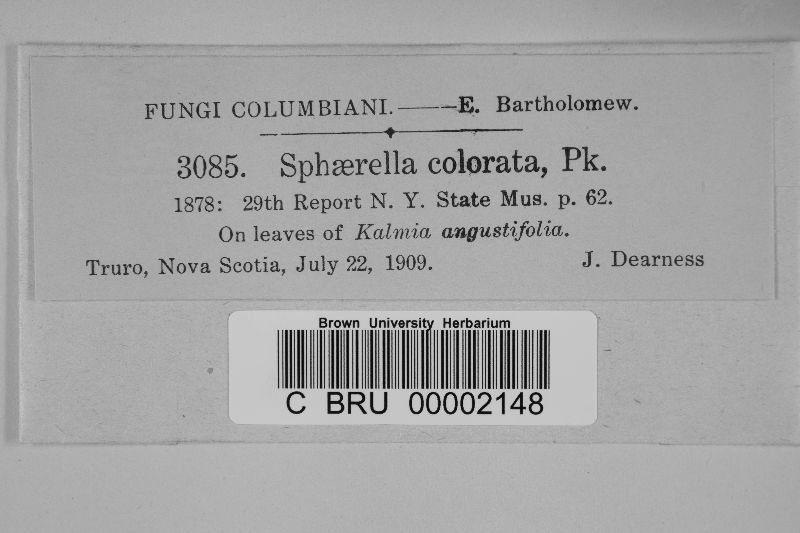 FUNGI COLUMBIANI.——E. Bartholomew.
3085. Sphærella colorata, Pk.
1878: 29th Report N. Y. State Mus. p. 62.
On leaves of Kalmia angustifolia.
Truro, Nova Scotia, July 22, 1909. J. Dearness
Brown University Herbarium
C BRU 00002148